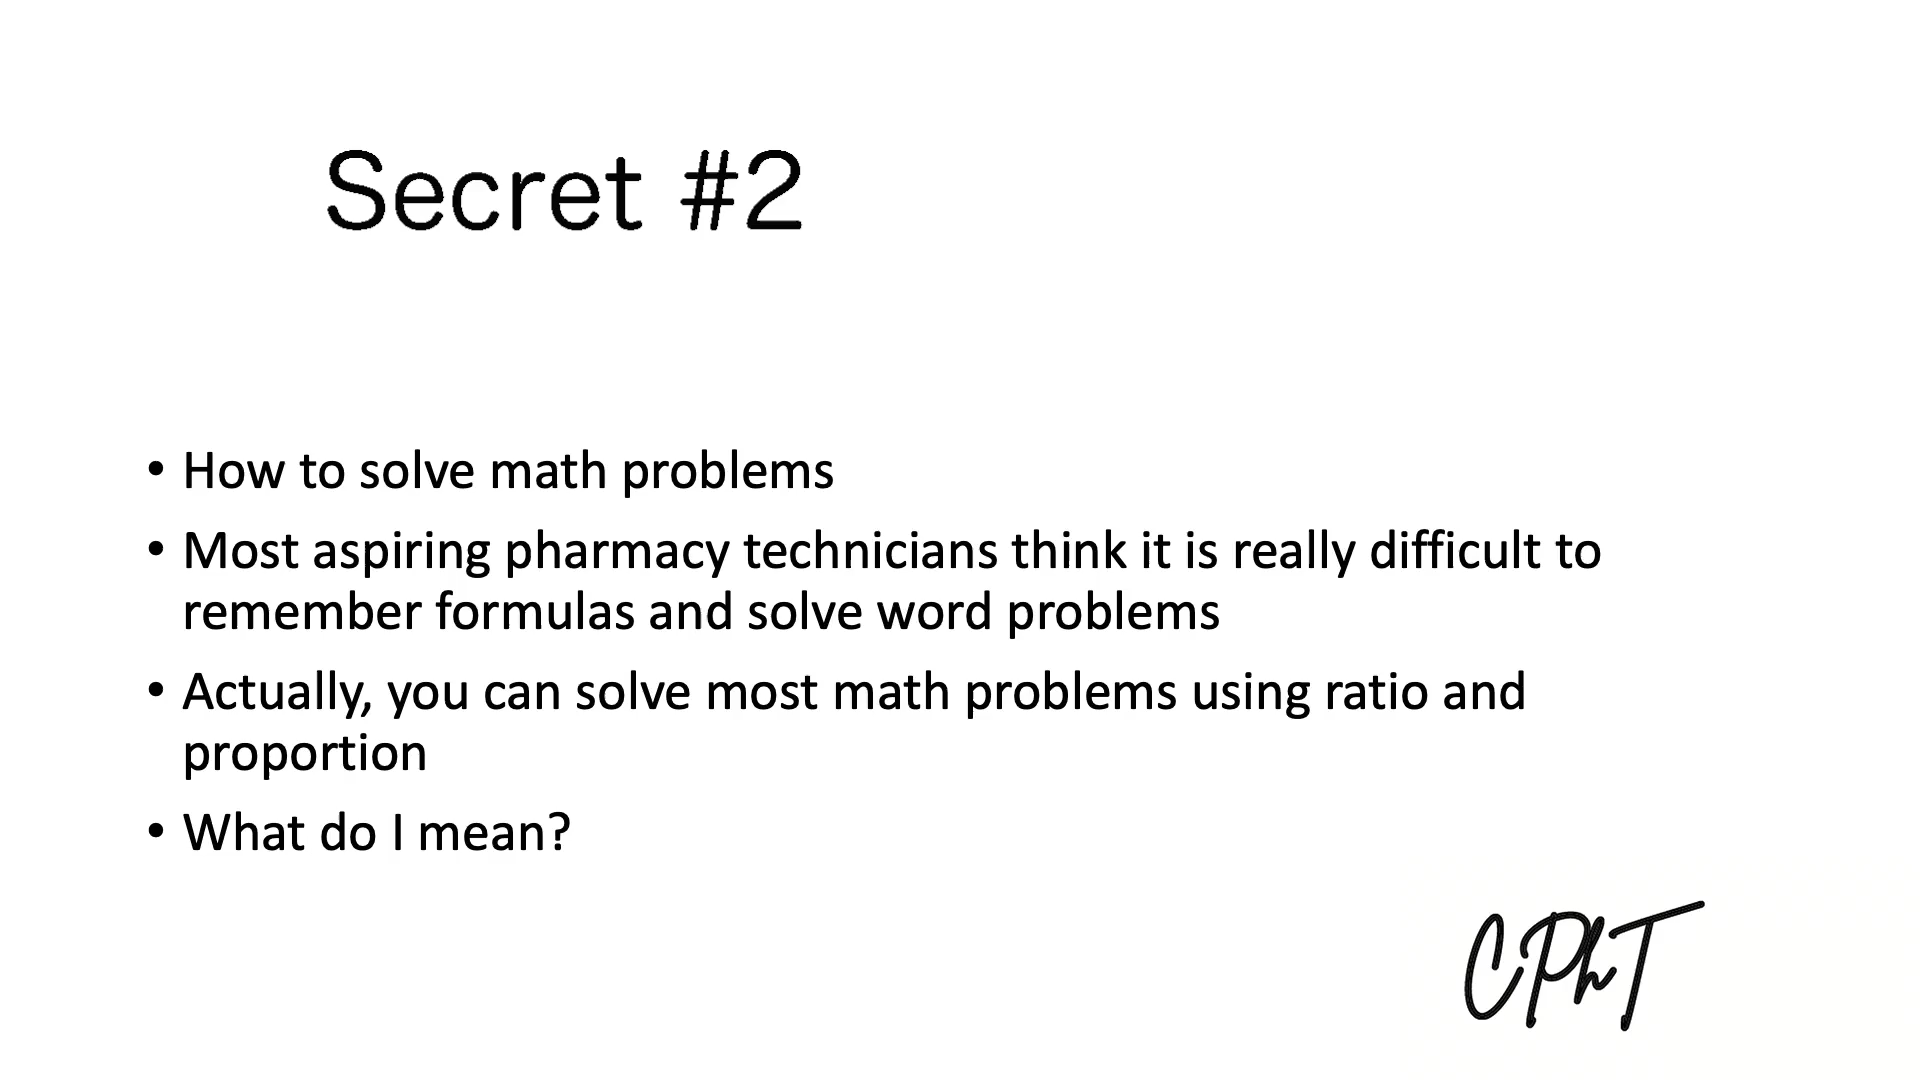 Secret #2
• How to solve math problems
• Most aspiring pharmacy technicians think it is really difficult to
remember formulas and solve word problems
• Actually, you can solve most math problems using ratio and
proportion
• What do I mean?
CPhT